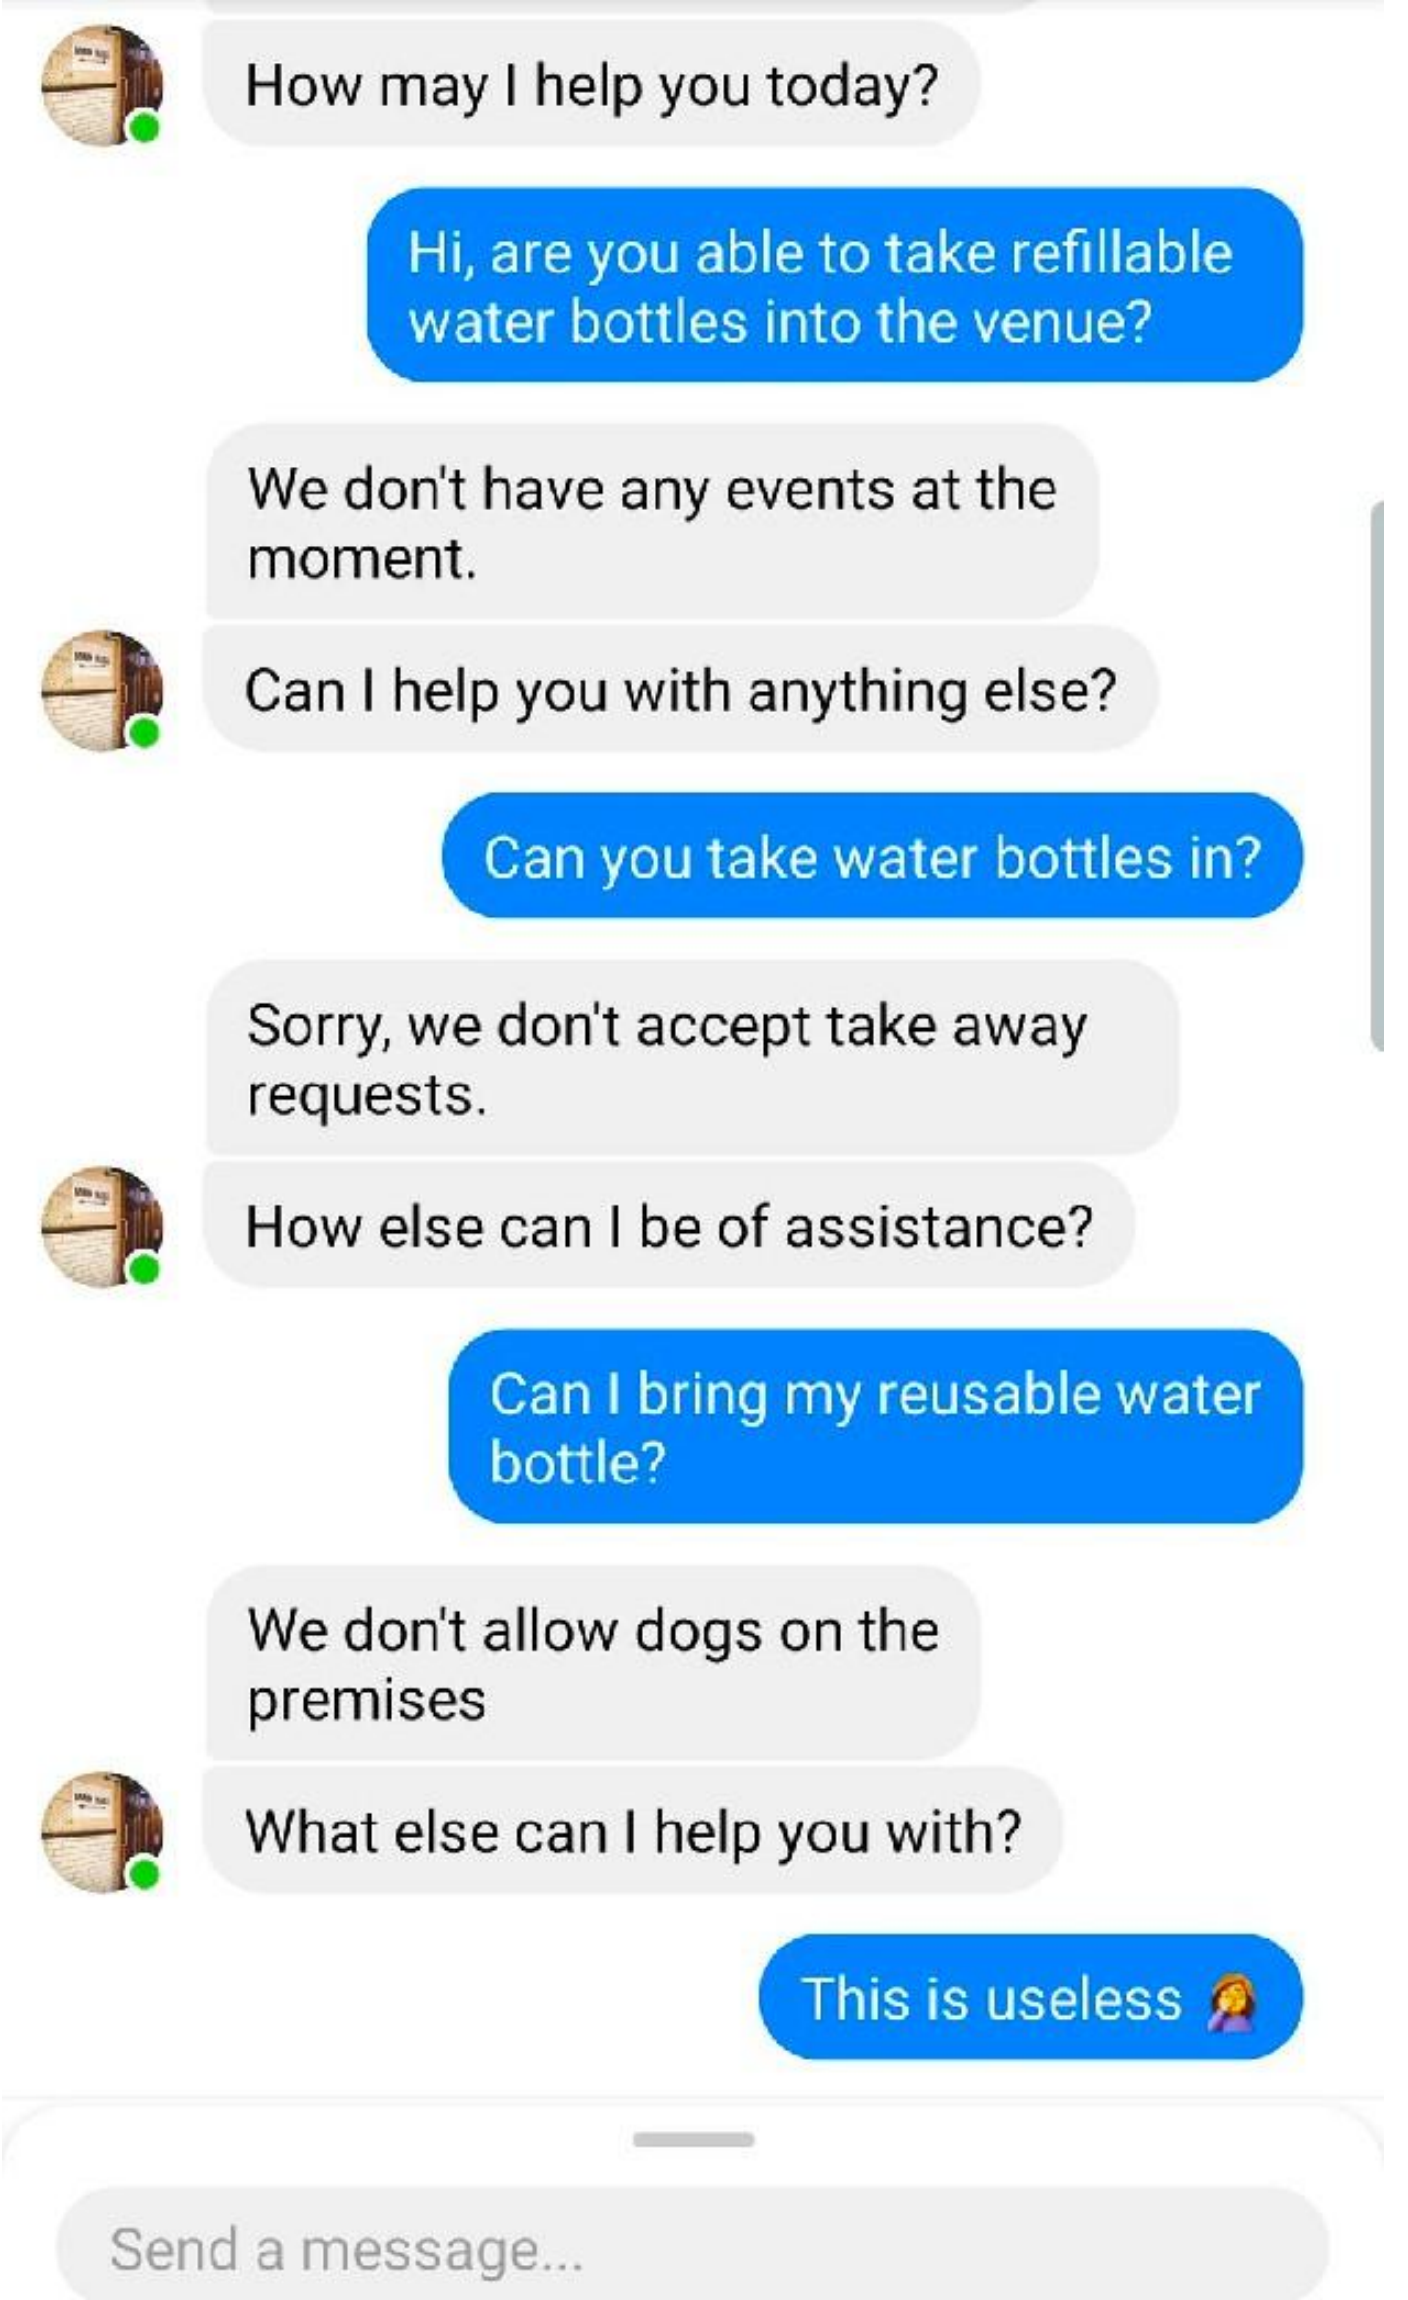 How may I help you today?
Hi, are you able to take refillable
water bottles into the venue?
We don't have any events at the
moment.
Can I help you with anything else?
Can you take water bottles in?
Sorry, we don't accept take away
requests.
How else can I be of assistance?
Can I bring my reusable water
bottle?
We don't allow dogs on the
premises
What else can I help you with?
This is useless 🤦‍♀️
Send a message...